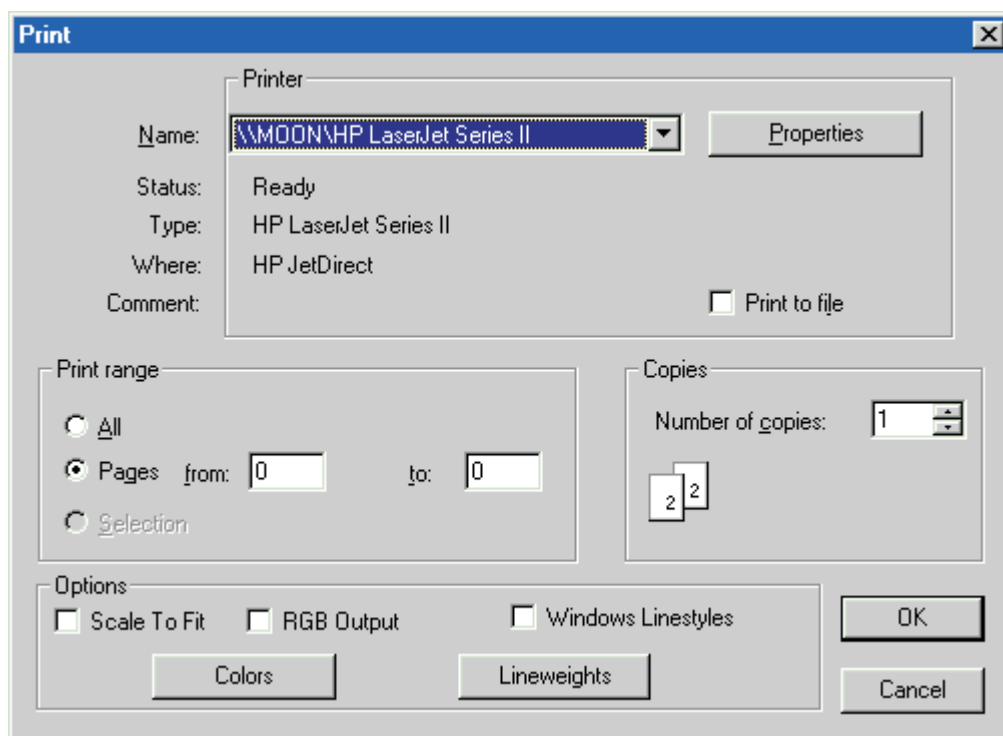 Print
Printer
Name: \\MOON\HP LaserJet Series II Properties
Status: Ready
Type: HP LaserJet Series II
Where: HP JetDirect
Comment: Print to file
Print range
All
Pages from: 0 to: 0
Selection
Copies
Number of copies: 1
2 2
Options
Scale To Fit RGB Output Windows Linestyles
Colors Lineweights
OK
Cancel